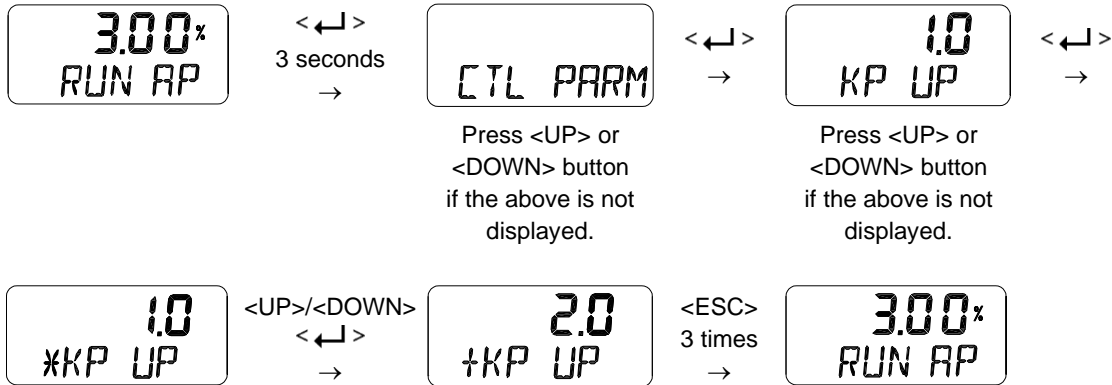 3.00%
RUN AP
<↵>
3 seconds
→
CTL PARM
Press <UP> or
<DOWN> button
if the above is not
displayed.
<↵>
→
1.0
KP UP
Press <UP> or
<DOWN> button
if the above is not
displayed.
<↵>
→
1.0
*KP UP
<UP>/<DOWN>
<↵>
→
2.0
+KP UP
<ESC>
3 times
→
3.00%
RUN AP